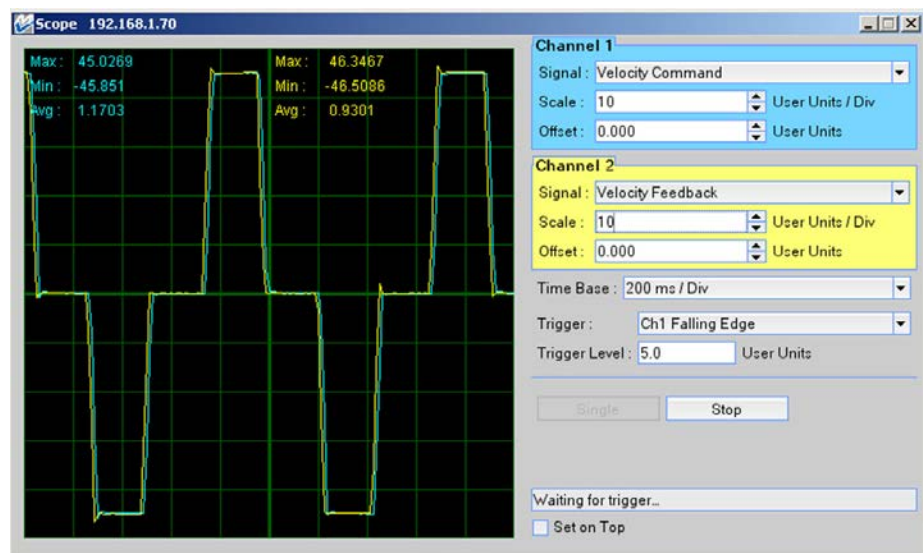 Scope 192.168.1.70
Max : 45.0269
Min : -45.851
Avg : 1.1703
Max : 46.3467
Min : -46.5086
Avg : 0.9301
Channel 1
Signal : Velocity Command
Scale : 10 User Units / Div
Offset : 0.000 User Units
Channel 2
Signal : Velocity Feedback
Scale : 10 User Units / Div
Offset : 0.000 User Units
Time Base : 200 ms / Div
Trigger : Ch1 Falling Edge
Trigger Level : 5.0 User Units
Single Stop
Waiting for trigger...
Set on Top